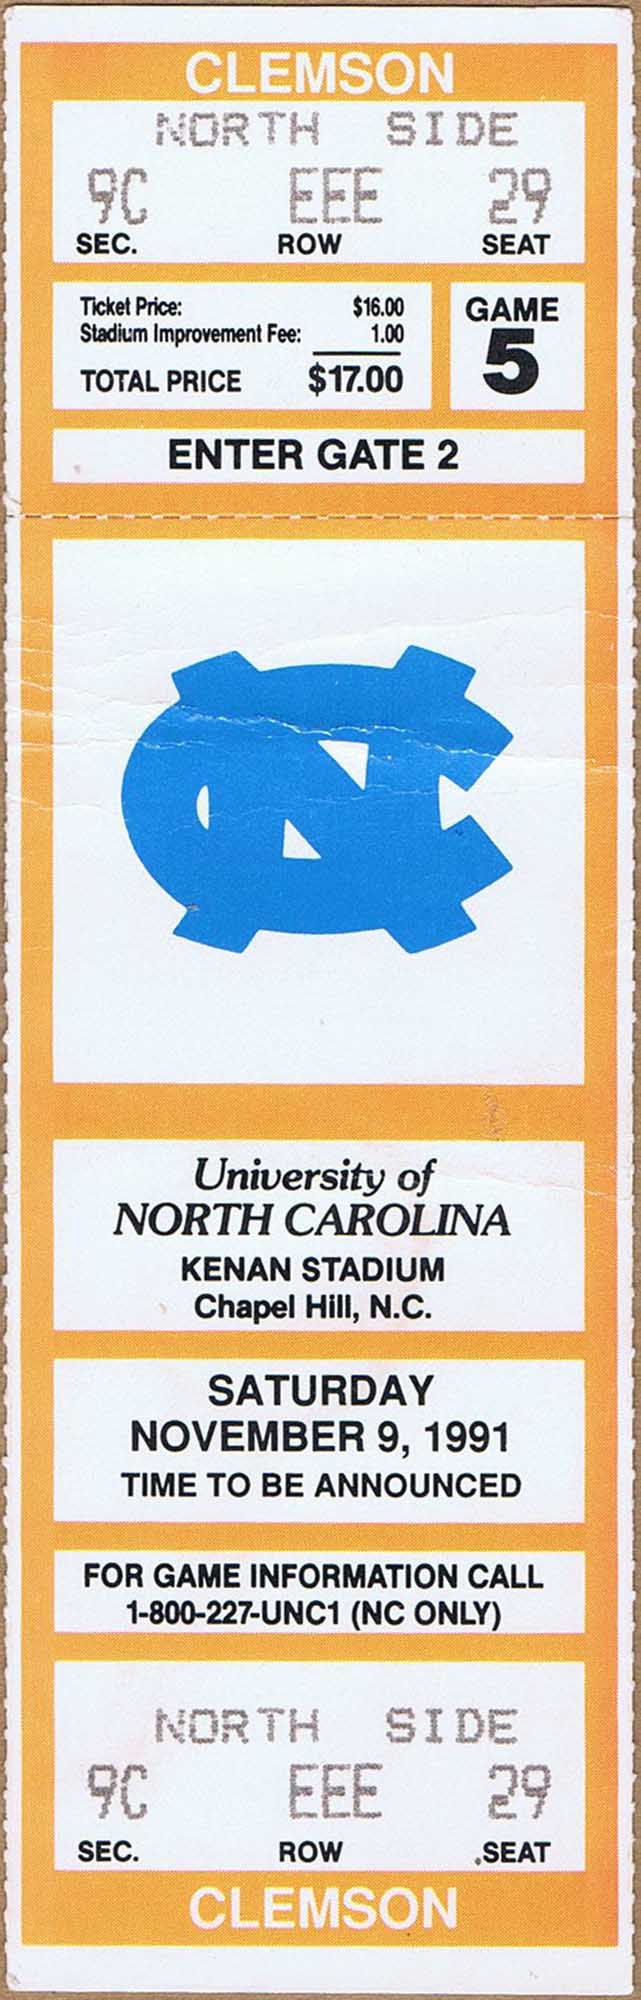 CLEMSON
NORTH SIDE
9C EEE 29
SEC. ROW SEAT
Ticket Price: $16.00
Stadium Improvement Fee: 1.00
TOTAL PRICE $17.00
GAME
5
ENTER GATE 2
NC
University of
NORTH CAROLINA
KENAN STADIUM
Chapel Hill, N.C.
SATURDAY
NOVEMBER 9, 1991
TIME TO BE ANNOUNCED
FOR GAME INFORMATION CALL
1-800-227-UNC1 (NC ONLY)
NORTH SIDE
9C EEE 29
SEC. ROW SEAT
CLEMSON